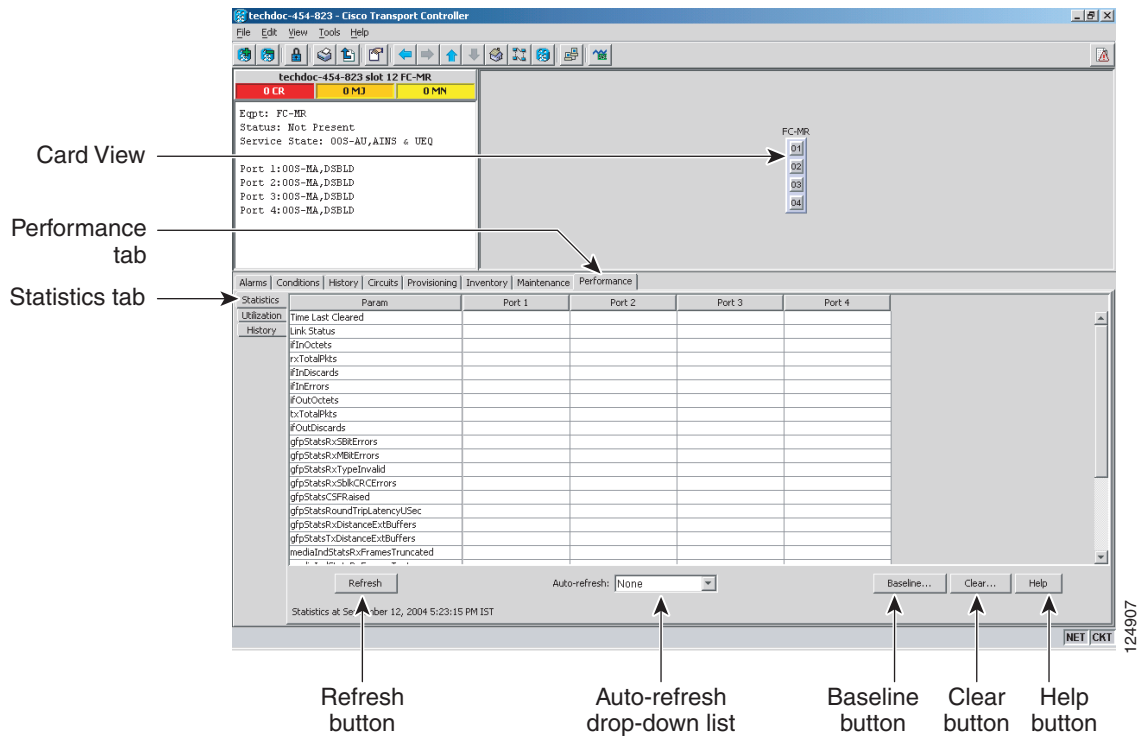 techdoc-454-823 - Cisco Transport Controller
File Edit View Tools Help
techdoc-454-823 slot 12 FC-MR
0 CR 0 MJ 0 MN
Eqpt: FC-MR
Status: Not Present
Service State: OOS-AU,AINS & UEQ
Port 1:OOS-MA,DSBLD
Port 2:OOS-MA,DSBLD
Port 3:OOS-MA,DSBLD
Port 4:OOS-MA,DSBLD
FC-MR
01
02
03
04
Card View
Performance
tab
Statistics tab
Alarms Conditions History Circuits Provisioning Inventory Maintenance Performance
Statistics
Utilization
History
Param Port 1 Port 2 Port 3 Port 4
Time Last Cleared
Link Status
ifInOctets
rxTotalPkts
ifInDiscards
ifInErrors
ifOutOctets
txTotalPkts
ifOutDiscards
gfpStatsRxSBitErrors
gfpStatsRxMBitErrors
gfpStatsRxTypeInvalid
gfpStatsRxSblkCRCErrors
gfpStatsCSFRaised
gfpStatsRoundTripLatencyUSec
gfpStatsRxDistanceExtBuffers
gfpStatsTxDistanceExtBuffers
mediaIndStatsRxFramesTruncated
Refresh Auto-refresh: None Baseline... Clear... Help
Statistics at September 12, 2004 5:23:15 PM IST
NET CKT
124907
Refresh
button
Auto-refresh
drop-down list
Baseline
button
Clear
button
Help
button